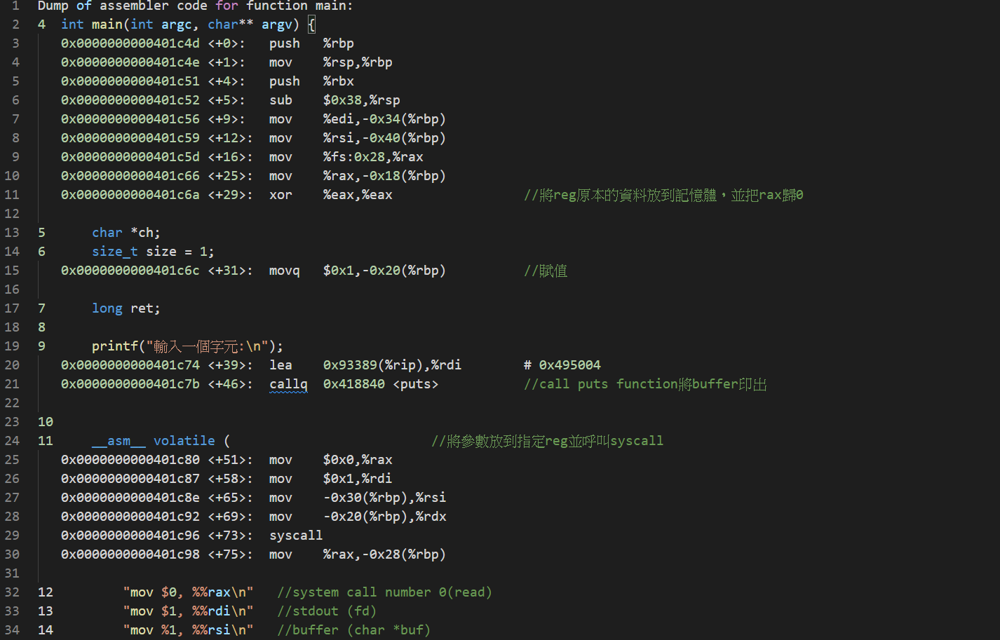 1 Dump of assembler code for function main:
2 4 int main(int argc, char** argv) {
3 0x0000000000401c4d <+0>: push %rbp
4 0x0000000000401c4e <+1>: mov %rsp,%rbp
5 0x0000000000401c51 <+4>: push %rbx
6 0x0000000000401c52 <+5>: sub $0x38,%rsp
7 0x0000000000401c56 <+9>: mov %edi,-0x34(%rbp)
8 0x0000000000401c59 <+12>: mov %rsi,-0x40(%rbp)
9 0x0000000000401c5d <+16>: mov %fs:0x28,%rax
10 0x0000000000401c66 <+25>: mov %rax,-0x18(%rbp)
11 0x0000000000401c6a <+29>: xor %eax,%eax //將reg原本的資料放到記憶體，並把rax歸0
12
13 5 char *ch;
14 6 size_t size = 1;
15 0x0000000000401c6c <+31>: movq $0x1,-0x20(%rbp) //賦值
16
17 7 long ret;
18 8
19 9 printf("輸入一個字元:\n");
20 0x0000000000401c74 <+39>: lea 0x93389(%rip),%rdi # 0x495004
21 0x0000000000401c7b <+46>: callq 0x418840 <puts> //call puts function將buffer印出
22
23 10
24 11 __asm__ volatile ( //將參數放到指定reg並呼叫syscall
25 0x0000000000401c80 <+51>: mov $0x0,%rax
26 0x0000000000401c87 <+58>: mov $0x1,%rdi
27 0x0000000000401c8e <+65>: mov -0x30(%rbp),%rsi
28 0x0000000000401c92 <+69>: mov -0x20(%rbp),%rdx
29 0x0000000000401c96 <+73>: syscall
30 0x0000000000401c98 <+75>: mov %rax,-0x28(%rbp)
31
32 12 "mov $0, %%rax\n" //system call number 0(read)
33 13 "mov $1, %%rdi\n" //stdout (fd)
34 14 "mov %1, %%rsi\n" //buffer (char *buf)